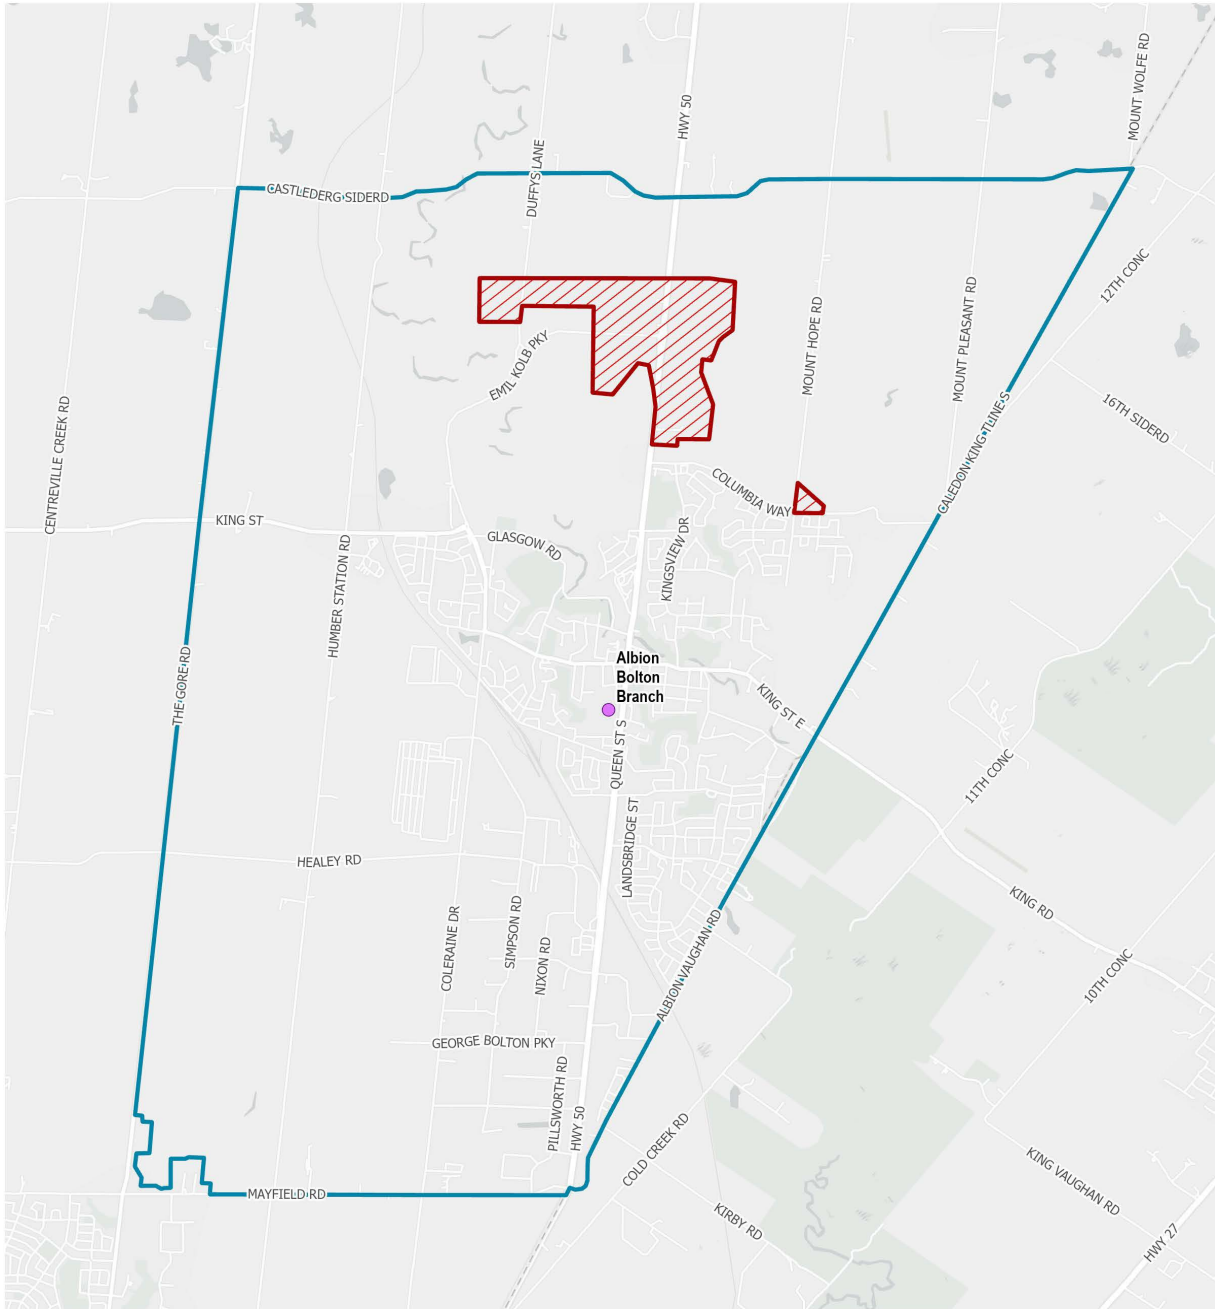 MOUNT WOLFE RD
HWY 50
DUFFYS LANE
CASTLEDERG SIDERD
12TH CONC
MOUNT HOPE RD
MOUNT PLEASANT RD
EMIL KOLB PKY
16TH SIDERD
CENTREVILLE CREEK RD
CALEDON KING TLINE S
COLUMBIA WAY
KING ST
GLASGOW RD
KINGSVIEW DR
HUMBER STATION RD
Albion
Bolton
Branch
THE GORE RD
KING ST E
QUEEN ST S
11TH CONC
LANDSBRIDGE ST
HEALEY RD
KING RD
COLERAINE DR
SIMPSON RD
NIXON RD
ALBION VAUGHAN RD
10TH CONC
GEORGE BOLTON PKY
PILLSWORTH RD
HWY 50
COLD CREEK RD
KING VAUGHAN RD
MAYFIELD RD
KIRBY RD
HWY 27